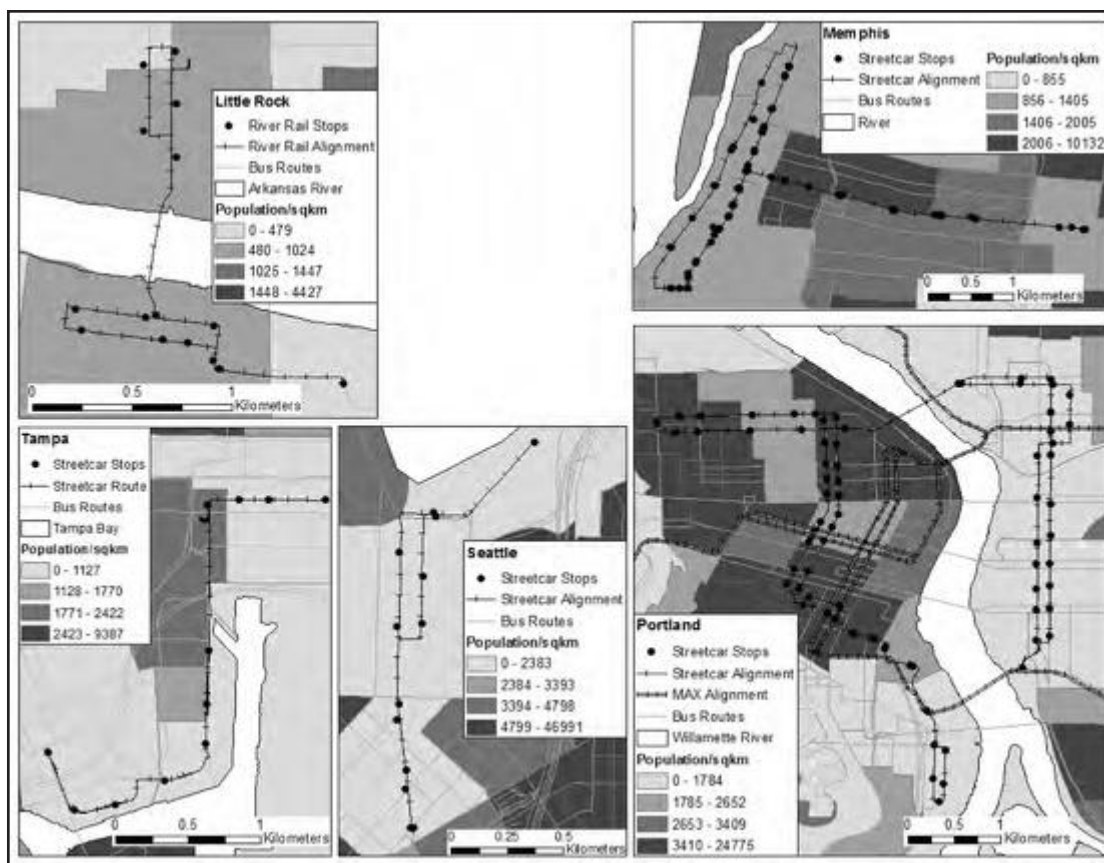 Little Rock
River Rail Stops
River Rail Alignment
Bus Routes
Arkansas River
Population/sqkm
0 - 479
480 - 1024
1025 - 1447
1448 - 4427
0 0.5 1
Kilometers
Memphis
Streetcar Stops
Streetcar Alignment
Bus Routes
River
Population/sqkm
0 - 855
856 - 1405
1406 - 2005
2006 - 10132
0 0.5 1
Kilometers
Tampa
Streetcar Stops
Streetcar Route
Bus Routes
Tampa Bay
Population/sqkm
0 - 1127
1128 - 1770
1771 - 2422
2423 - 9387
0 0.5 1
Kilometers
Seattle
Streetcar Stops
Streetcar Alignment
Bus Routes
Population/sqkm
0 - 2383
2384 - 3393
3394 - 4798
4799 - 46991
0 0.25 0.5
Kilometers
Portland
Streetcar Stops
Streetcar Alignment
MAX Alignment
Bus Routes
Willamette River
Population/sqkm
0 - 1784
1785 - 2652
2653 - 3409
3410 - 24775
0 0.5 1
Kilometers